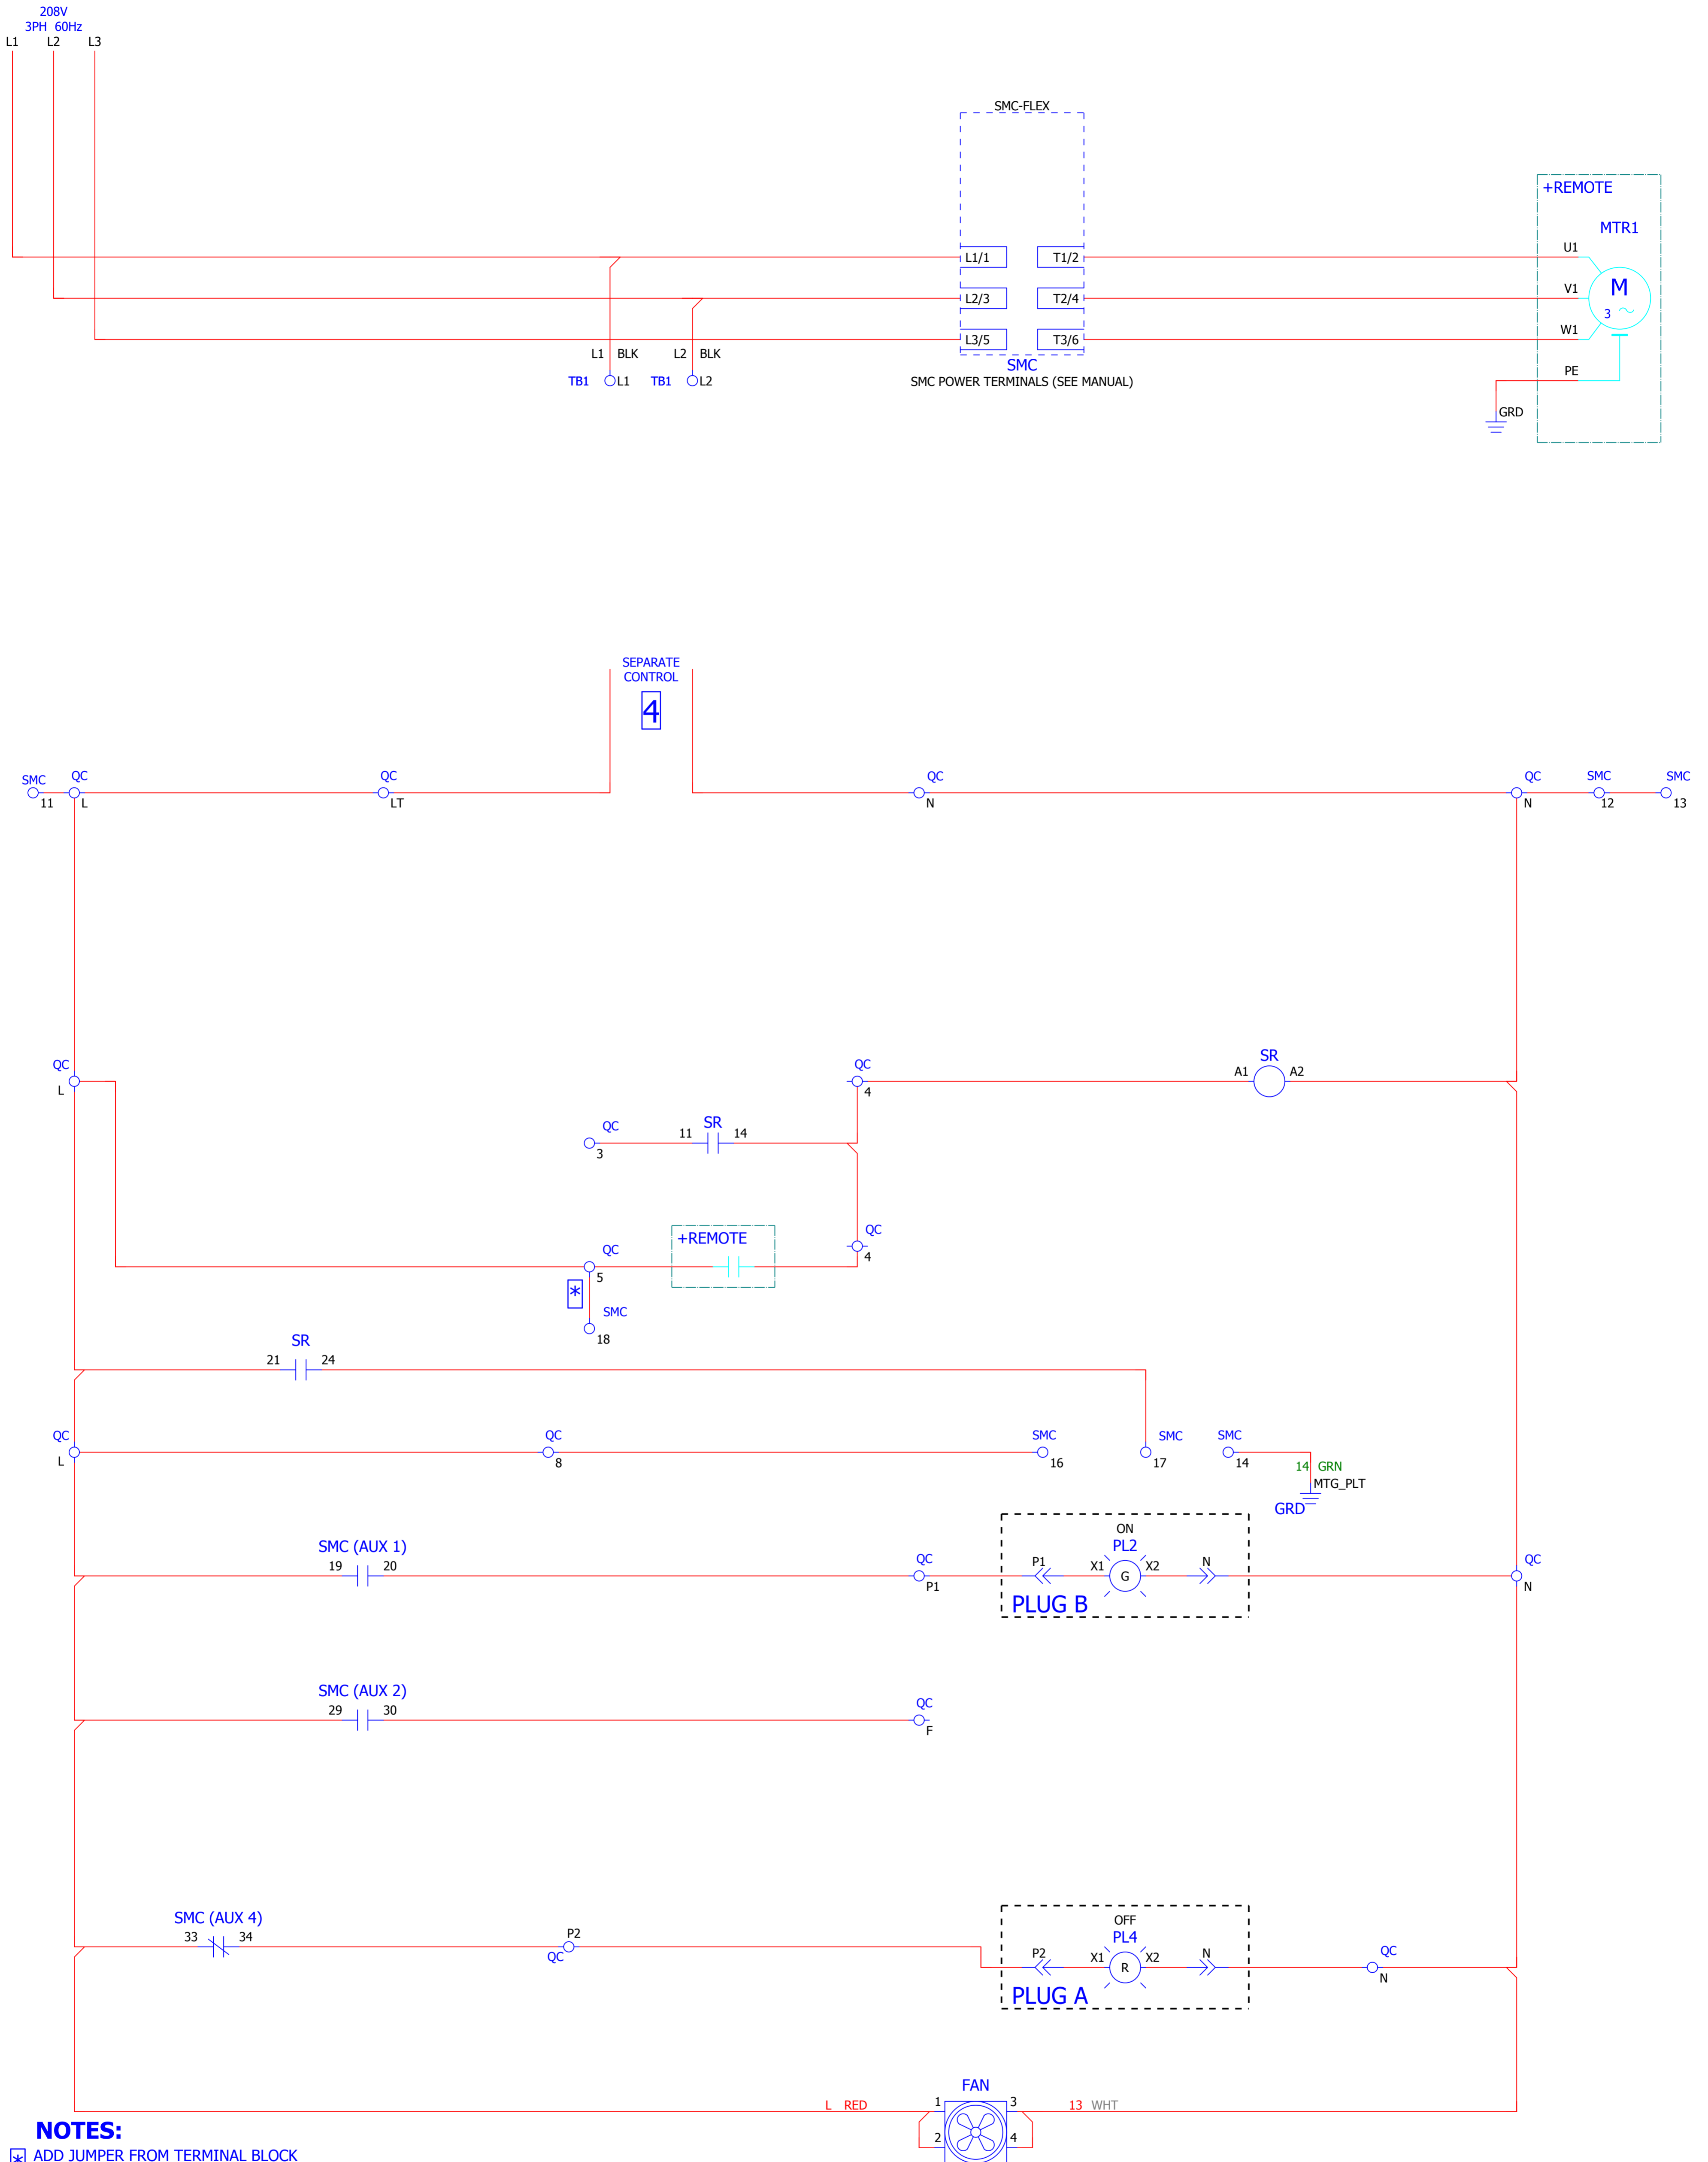 208V
3PH 60Hz
L1 L2 L3
SMC-FLEX
+REMOTE
MTR1
L1/1 T1/2 U1
L2/3 T2/4 V1 M
3
L3/5 T3/6 W1
L1 BLK L2 BLK
SMC
PE
TB1 L1 TB1 L2
SMC POWER TERMINALS (SEE MANUAL)
GRD
SEPARATE
CONTROL
4
SMC QC QC QC QC SMC SMC
11 L LT N N 12 13
QC QC SR
L 4 A1 A2
QC SR
3 11 14
+REMOTE QC
QC 4
5
* SMC
18
SR
21 24
QC QC SMC SMC SMC
L 8 16 17 14
14 GRN
MTG_PLT
GRD
ON
SMC (AUX 1) PL2
19 20 QC P1 X1 G X2 N QC
P1 N
PLUG B
SMC (AUX 2)
29 30 QC
F
OFF
SMC (AUX 4) PL4
33 34 P2
QC
P2 X1 R X2 N QC
N
PLUG A
FAN
L RED 1 3 13 WHT
2 4
NOTES:
* ADD JUMPER FROM TERMINAL BLOCK